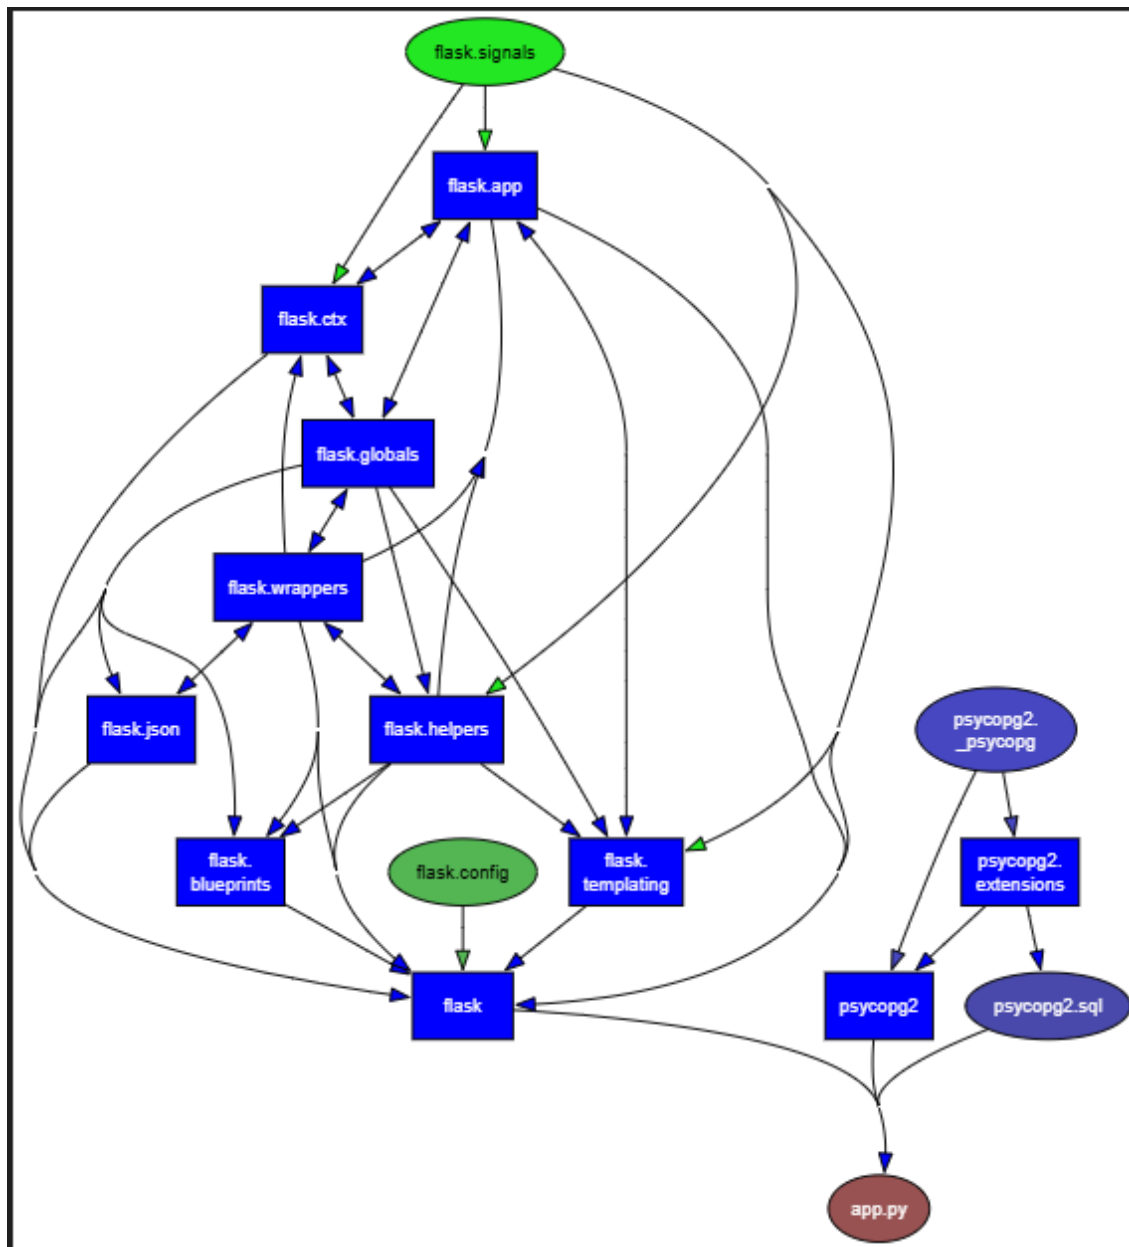 flask.signals
flask.app
flask.ctx
flask.globals
flask.wrappers
flask.json
flask.helpers
psycopg2.
_psycopg
flask.
blueprints
flask.config
flask.
templating
psycopg2.
extensions
flask
psycopg2
psycopg2.sql
app.py